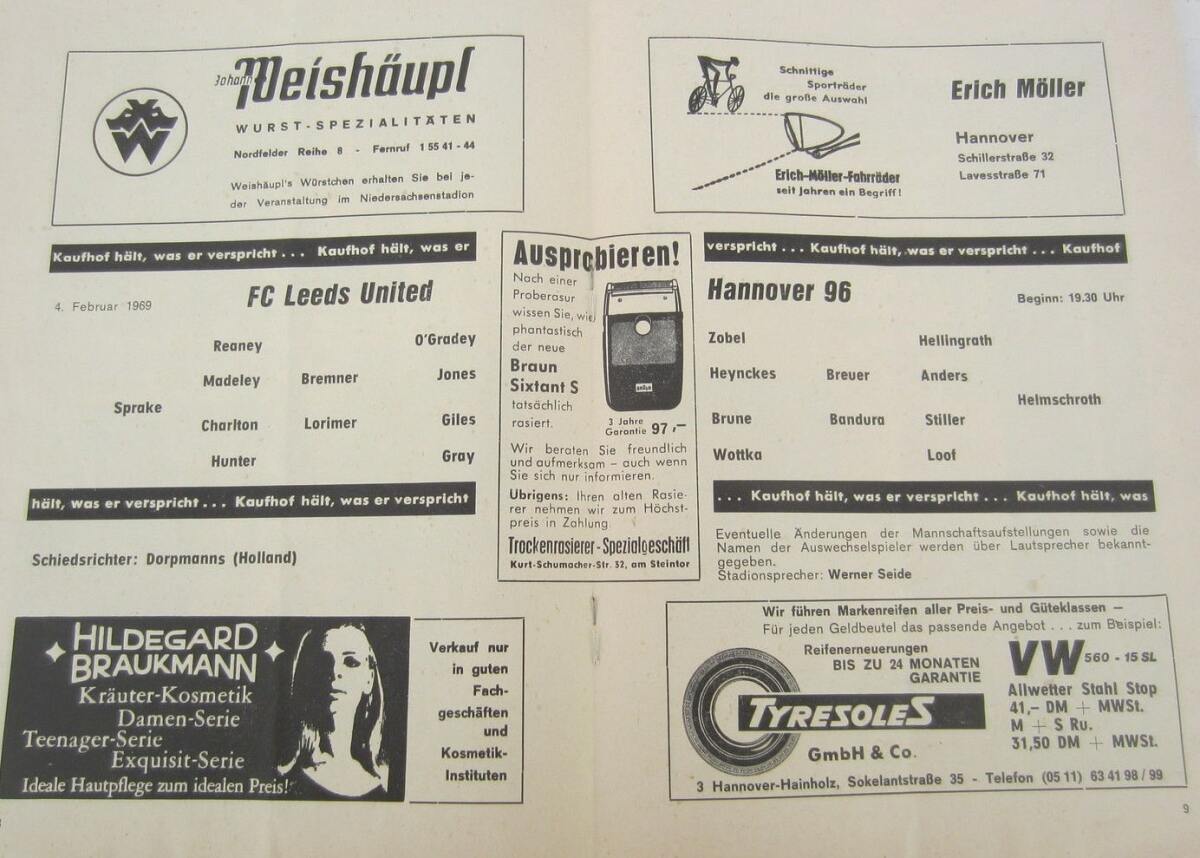 Johann Weishäupl
WURST-SPEZIALITÄTEN
Nordfelder Reihe 8 - Fernruf 1 55 41 - 44
Weishäupl's Würstchen erhalten Sie bei je-
der Veranstaltung im Niedersachsenstadion
Schnittige
Sporträder
die große Auswahl
Erich-Möller-Fahrräder
seit Jahren ein Begriff!
Erich Möller
Hannover
Schillerstraße 32
Lavesstraße 71
Kaufhof hält, was er verspricht... Kaufhof hält, was er
4. Februar 1969
FC Leeds United
Reaney
O'Grady
Madeley
Bremner
Jones
Sprake
Charlton
Lorimer
Giles
Hunter
Gray
hält, was er verspricht... Kaufhof hält, was er verspricht
Schiedsrichter: Dorpmanns (Holland)
Ausprobieren!
Nach einer
Proberasur
wissen Sie, wie
phantastisch
der neue
Braun
Sixtant S
tatsächlich
rasiert.
BRAUN
3 Jahre
Garantie 97,–
Wir beraten Sie freundlich
und aufmerksam – auch wenn
Sie sich nur informieren.
Übrigens: Ihren alten Rasie-
rer nehmen wir zum Höchst-
preis in Zahlung
Trockenrasierer-Spezialgeschäft
Kurt-Schumacher-Str. 32, am Steintor
verspricht... Kaufhof hält, was er verspricht... Kaufhof
Hannover 96
Beginn: 19.30 Uhr
Zobel
Hellingrath
Heynckes
Breuer
Anders
Helmschroth
Brune
Bandura
Stiller
Wottka
Loof
... Kaufhof hält, was er verspricht... Kaufhof hält, was
Eventuelle Änderungen der Mannschaftsaufstellungen sowie die
Namen der Auswechselspieler werden über Lautsprecher bekannt-
gegeben.
Stadionsprecher: Werner Seide
HILDEGARD
BRAUKMANN
Kräuter-Kosmetik
Damen-Serie
Teenager-Serie
Exquisit-Serie
Ideale Hautpflege zum idealen Preis!
Verkauf nur
in guten
Fach-
geschäften
und
Kosmetik-
Instituten
Wir führen Markenreifen aller Preis- und Güteklassen –
Für jeden Geldbeutel das passende Angebot... zum Beispiel:
Reifenerneuerungen
BIS ZU 24 MONATEN
GARANTIE
TYRESOLES
GmbH & Co.
VW 560 - 15 SL
Allwetter Stahl Stop
41,– DM + MWSt.
M + S Ru.
31,50 DM + MWSt.
3 Hannover-Hainholz, Sokelantstraße 35 - Telefon (05 11) 63 41 98 / 99
9